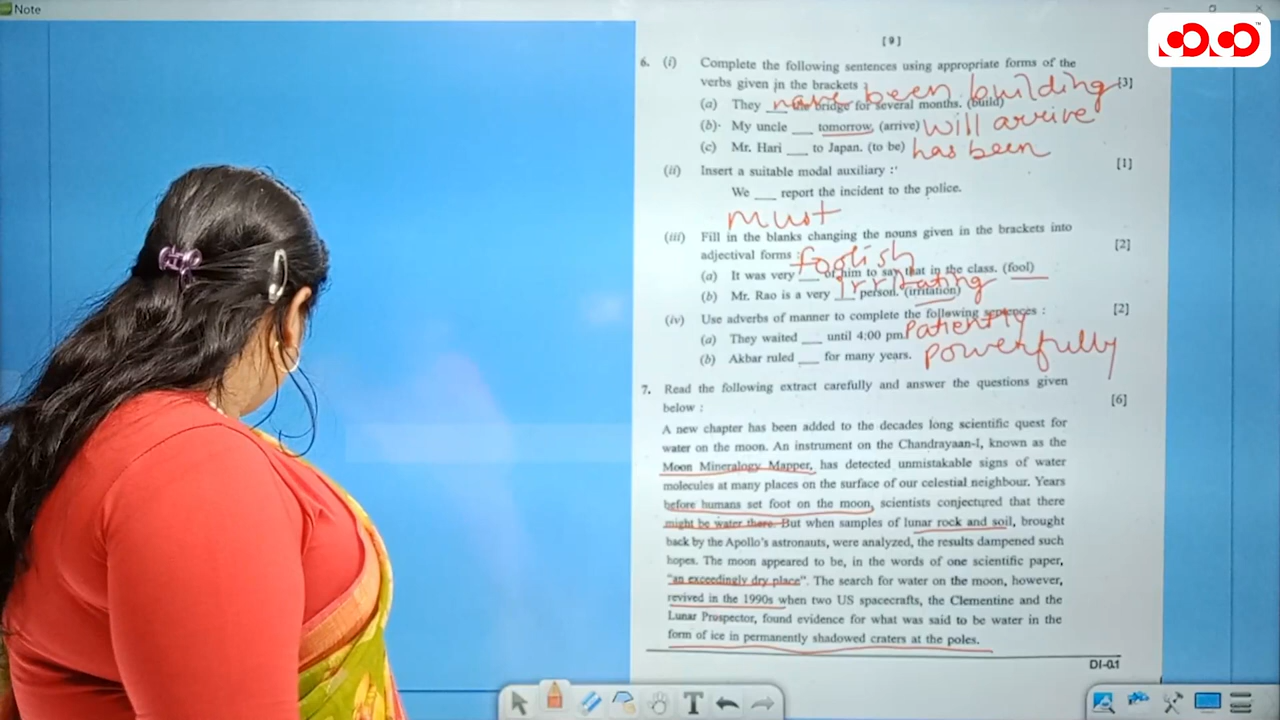 Note
[9]
6. (i) Complete the following sentences using appropriate forms of the
verbs given in the brackets : [3]
have been building
(a) They ___ the bridge for several months. (build)
(b) My uncle ___ tomorrow. (arrive) will arrive
(c) Mr. Hari ___ to Japan. (to be) has been
(ii) Insert a suitable modal auxiliary : [1]
We ___ report the incident to the police.
must
(iii) Fill in the blanks changing the nouns given in the brackets into
adjectival forms : [2]
foolish
(a) It was very ___ of him to say that in the class. (fool)
irritating
(b) Mr. Rao is a very ___ person. (irritation)
(iv) Use adverbs of manner to complete the following sentences : [2]
(a) They waited ___ until 4:00 pm. Patiently
(b) Akbar ruled ___ for many years. powerfully
7. Read the following extract carefully and answer the questions given
below : [6]
A new chapter has been added to the decades long scientific quest for
water on the moon. An instrument on the Chandrayaan-I, known as the
Moon Mineralogy Mapper, has detected unmistakable signs of water
molecules at many places on the surface of our celestial neighbour. Years
before humans set foot on the moon, scientists conjectured that there
might be water there. But when samples of lunar rock and soil, brought
back by the Apollo's astronauts, were analyzed, the results dampened such
hopes. The moon appeared to be, in the words of one scientific paper,
"an exceedingly dry place". The search for water on the moon, however,
revived in the 1990s when two US spacecrafts, the Clementine and the
Lunar Prospector, found evidence for what was said to be water in the
form of ice in permanently shadowed craters at the poles.
DI-01
T